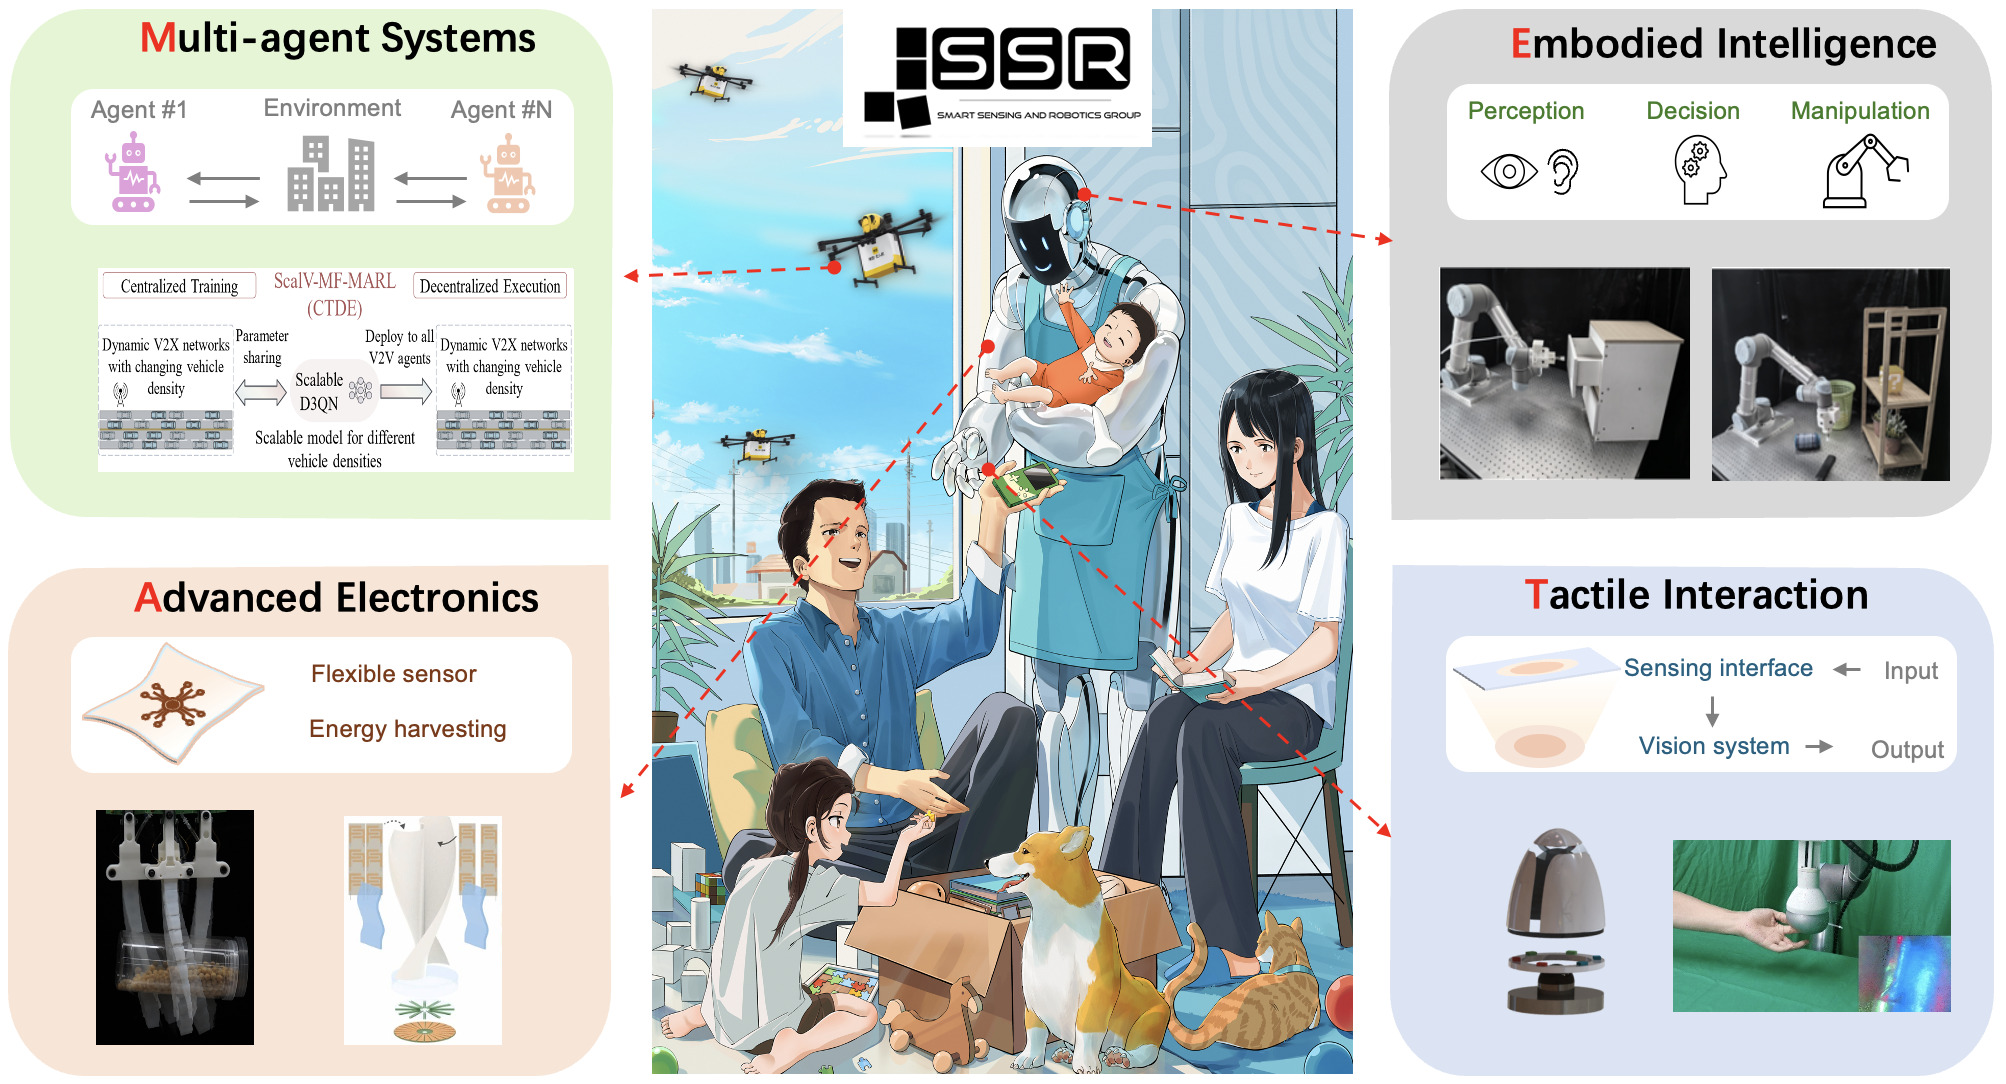 Multi-agent Systems
Agent #1
Environment
Agent #N
Centralized Training
ScalV-MF-MARL
(CTDE)
Decentralized Execution
Dynamic V2X networks
with changing vehicle
density
Parameter
sharing
Scalable
D3QN
Deploy to all
V2V agents
Dynamic V2X networks
with changing vehicle
density
Scalable model for different
vehicle densities
Advanced Electronics
Flexible sensor
Energy harvesting
SSR
SMART SENSING AND ROBOTICS GROUP
Embodied Intelligence
Perception
Decision
Manipulation
Tactile Interaction
Sensing interface
Input
Vision system
Output